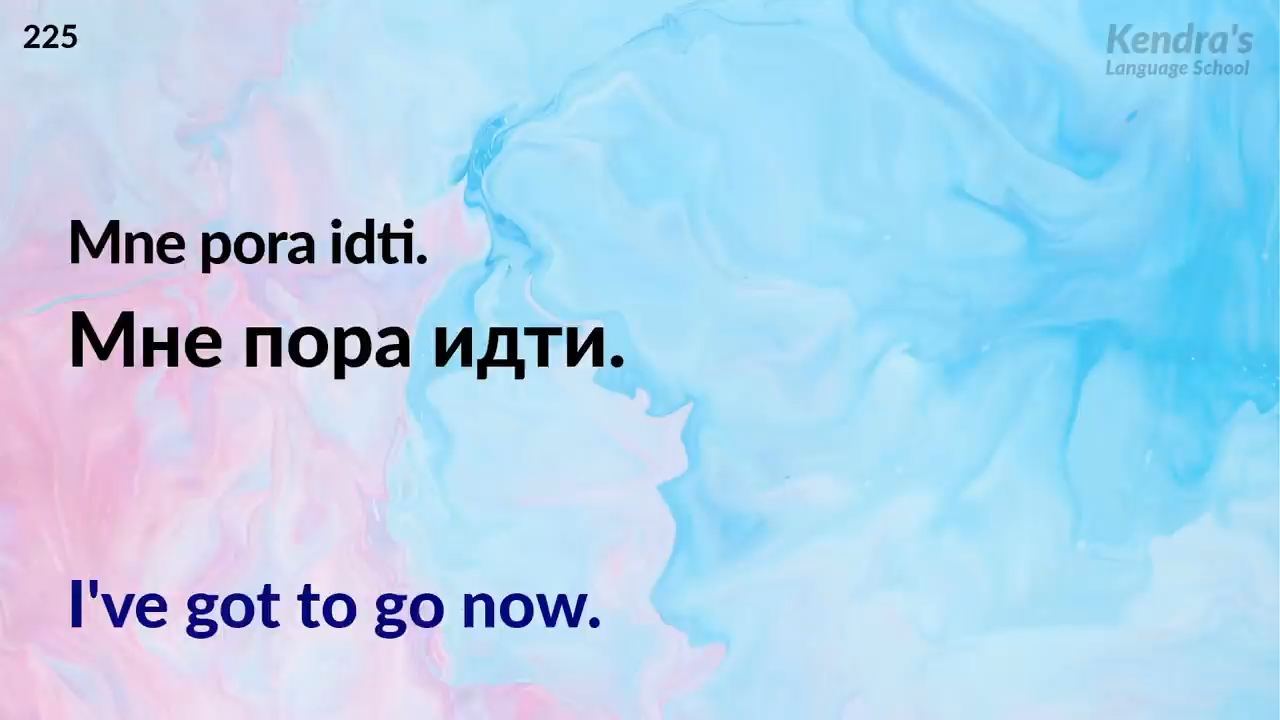 225
Kendra's
Language School
Mne pora idti.
Мне пора идти.
I've got to go now.